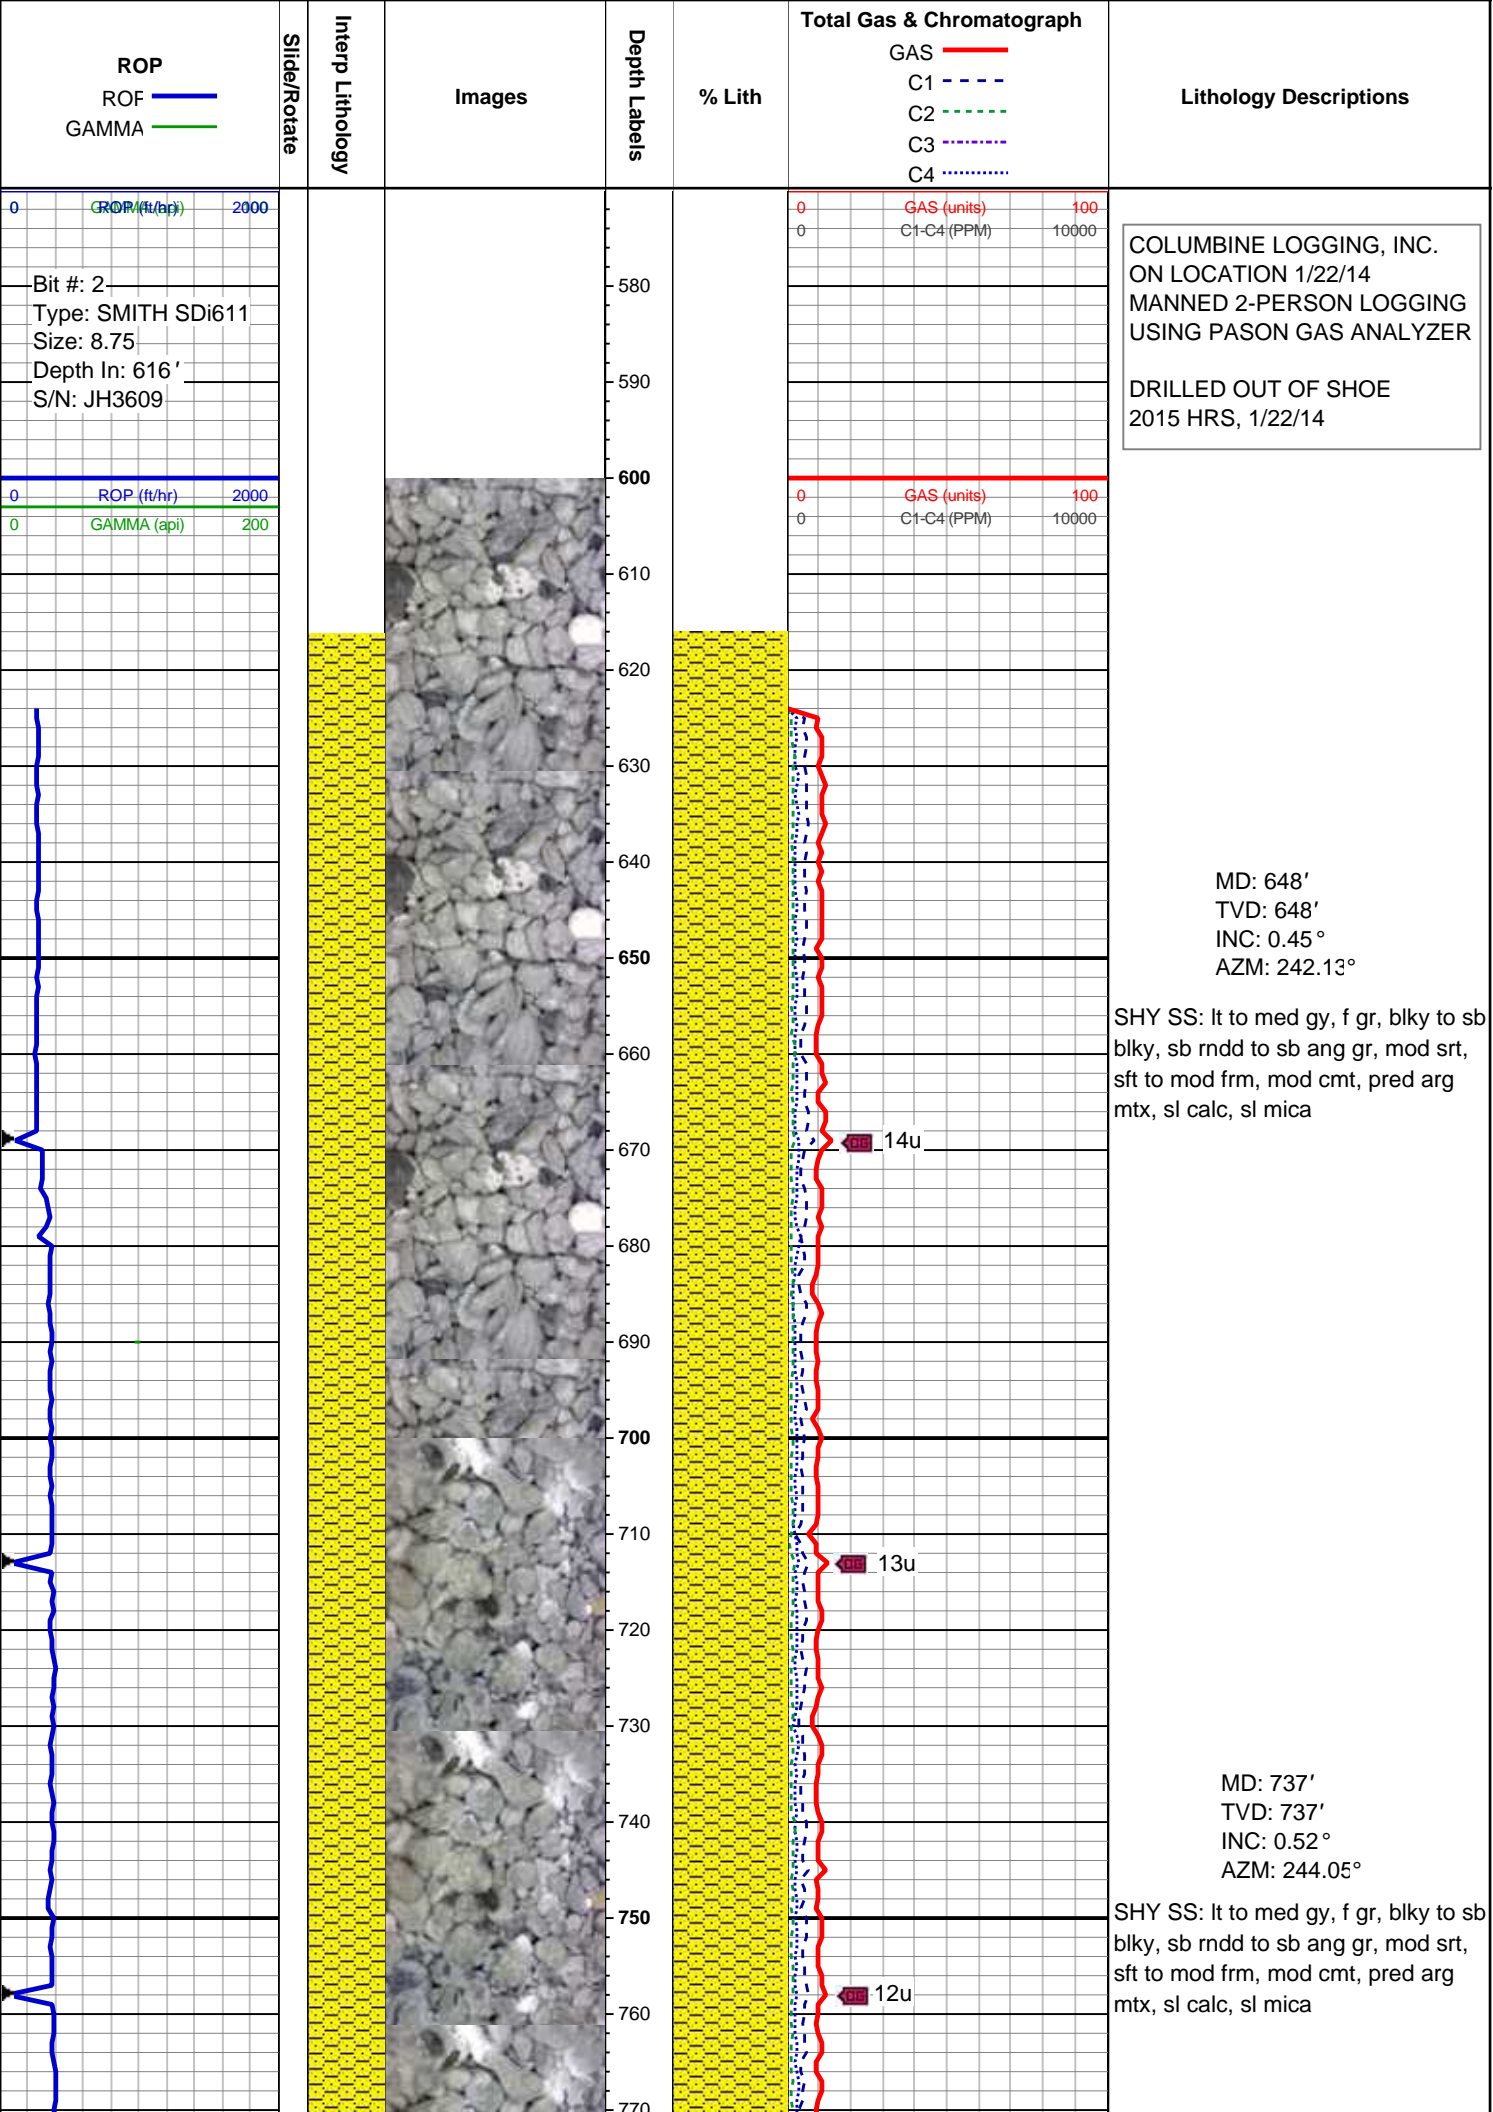 ROP
ROP
GAMMA
Slide/Rotate
Interp Lithology
Images
Depth Labels
% Lith
Total Gas & Chromatograph
GAS
C1
C2
C3
C4
Lithology Descriptions
0 ROP (ft/hr) 2000
0 GAS (units) 100
0 C1-C4 (PPM) 10000
COLUMBINE LOGGING, INC.
ON LOCATION 1/22/14
MANNED 2-PERSON LOGGING
USING PASON GAS ANALYZER
DRILLED OUT OF SHOE
2015 HRS, 1/22/14
Bit #: 2
Type: SMITH SDi611
Size: 8.75
Depth In: 616'
S/N: JH3609
580
590
600
0 ROP (ft/hr) 2000
0 GAMMA (api) 200
0 GAS (units) 100
0 C1-C4 (PPM) 10000
610
620
630
640
MD: 648'
TVD: 648'
INC: 0.45°
AZM: 242.13°
650
SHY SS: lt to med gy, f gr, blky to sb
blky, sb rndd to sb ang gr, mod srt,
sft to mod frm, mod cmt, pred arg
mtx, sl calc, sl mica
660
CG 14u
670
680
690
700
710
CG 13u
720
730
MD: 737'
TVD: 737'
INC: 0.52°
AZM: 244.05°
740
750
SHY SS: lt to med gy, f gr, blky to sb
blky, sb rndd to sb ang gr, mod srt,
sft to mod frm, mod cmt, pred arg
mtx, sl calc, sl mica
CG 12u
760
770